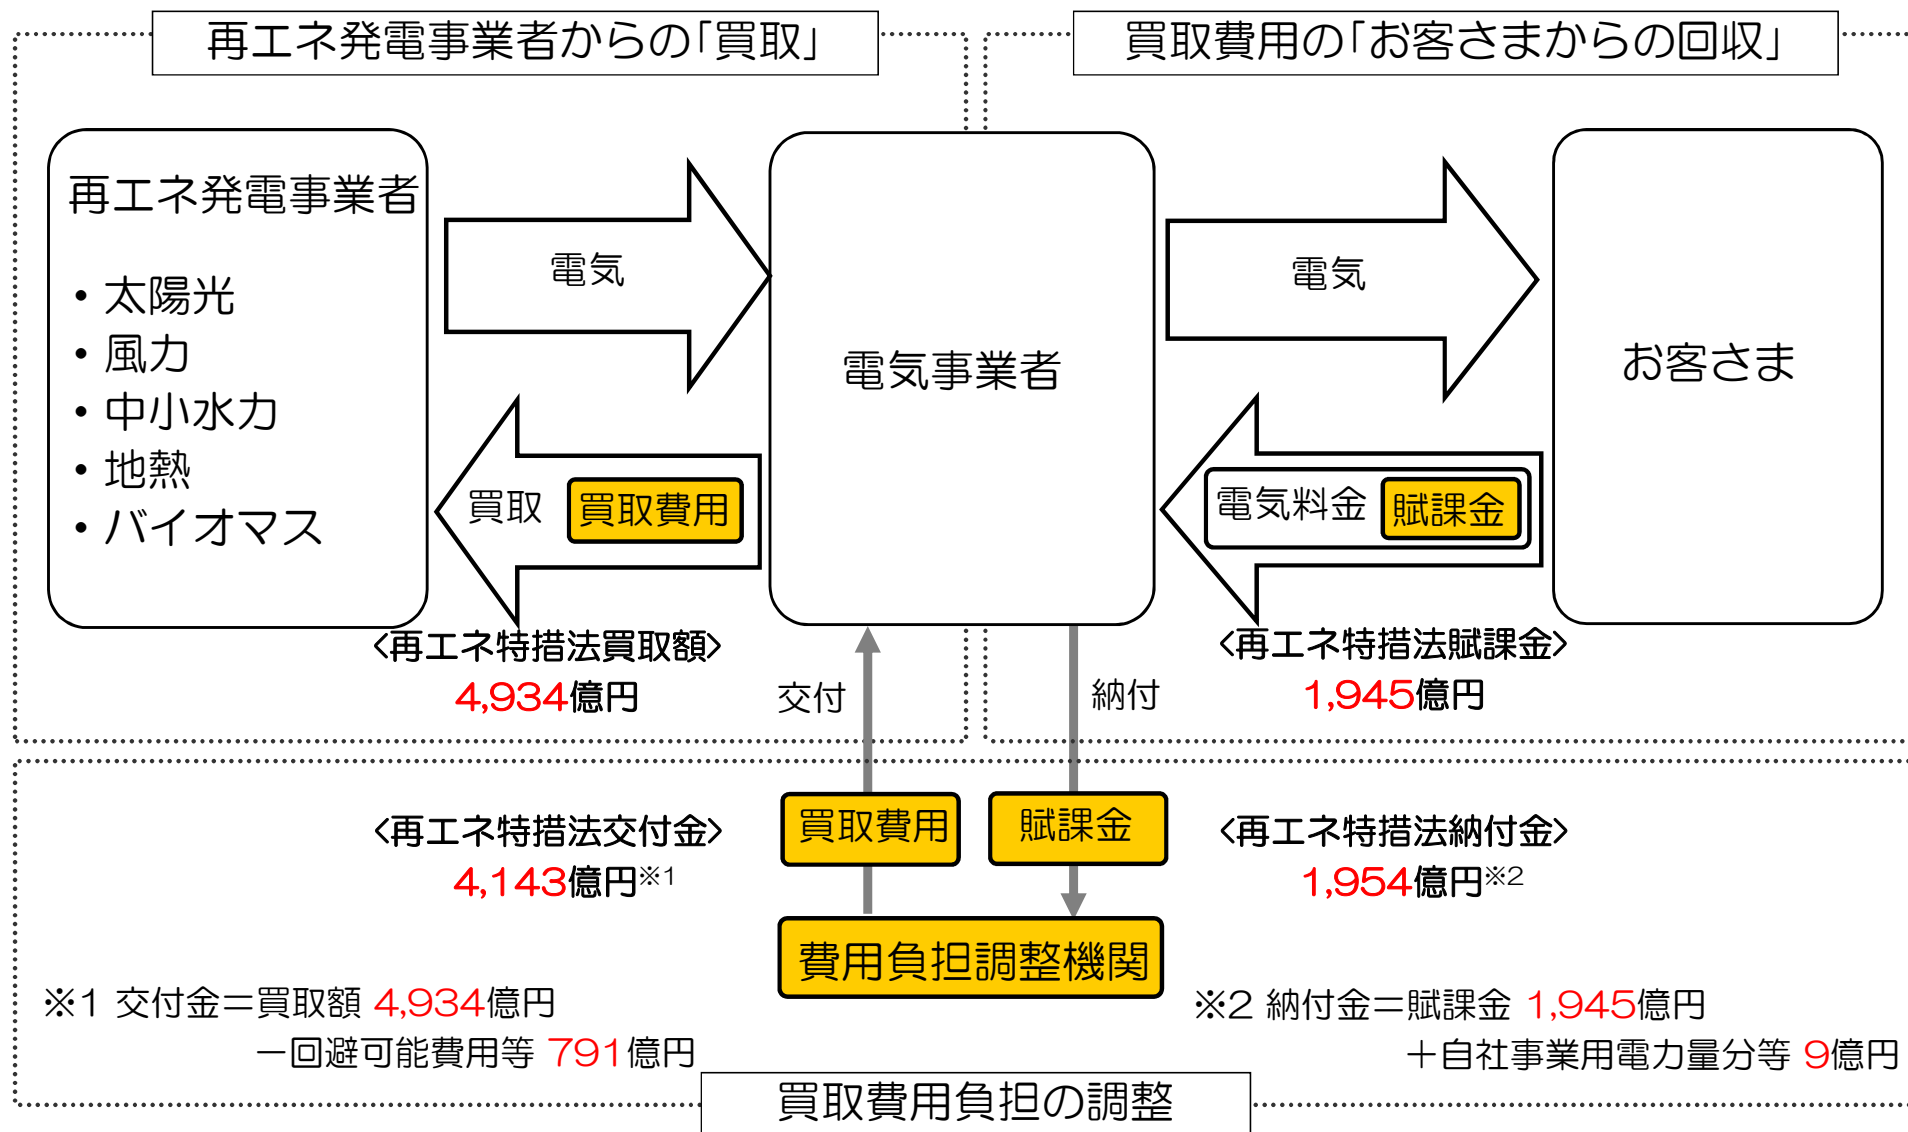 再エネ発電事業者からの「買取」
買取費用の「お客さまからの回収」
再エネ発電事業者
・太陽光
・風力
・中小水力
・地熱
・バイオマス
電気
電気事業者
電気
お客さま
買取 買取費用
電気料金 賦課金
<再エネ特措法買取額>
4,934億円
交付
納付
<再エネ特措法賦課金>
1,945億円
<再エネ特措法交付金>
4,143億円※1
買取費用
賦課金
<再エネ特措法納付金>
1,954億円※2
費用負担調整機関
※1 交付金＝買取額 4,934億円
－回避可能費用等 791億円
※2 納付金＝賦課金 1,945億円
＋自社事業用電力量分等 9億円
買取費用負担の調整